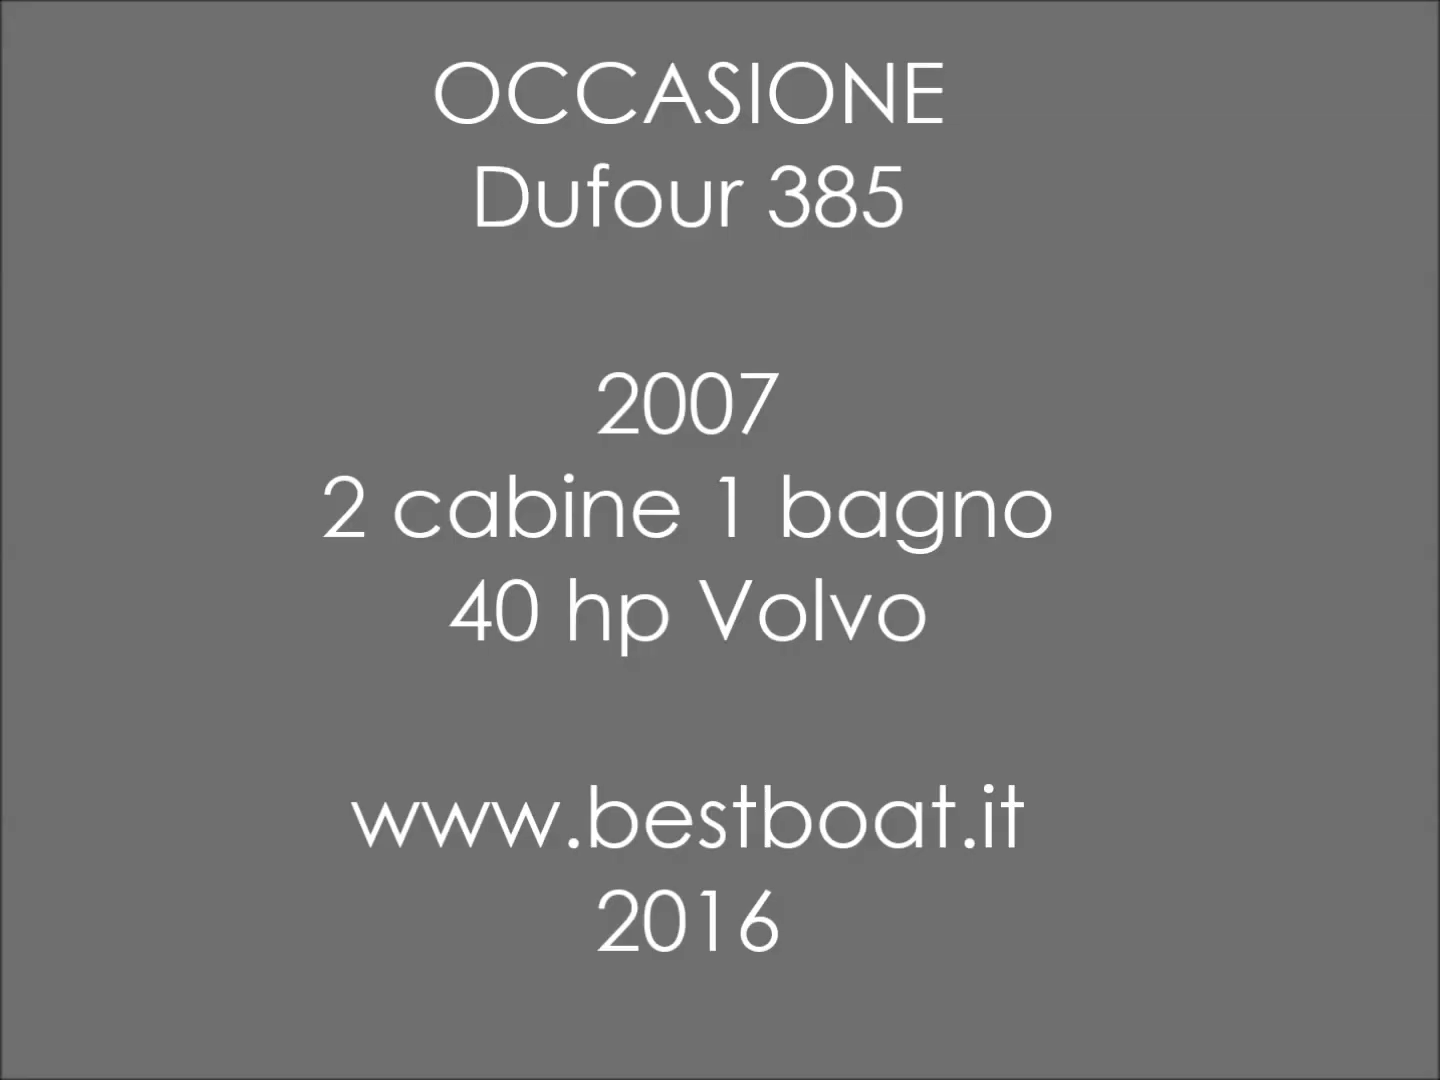 OCCASIONE
Dufour 385
2007
2 cabine 1 bagno
40 hp Volvo
www.bestboat.it
2016